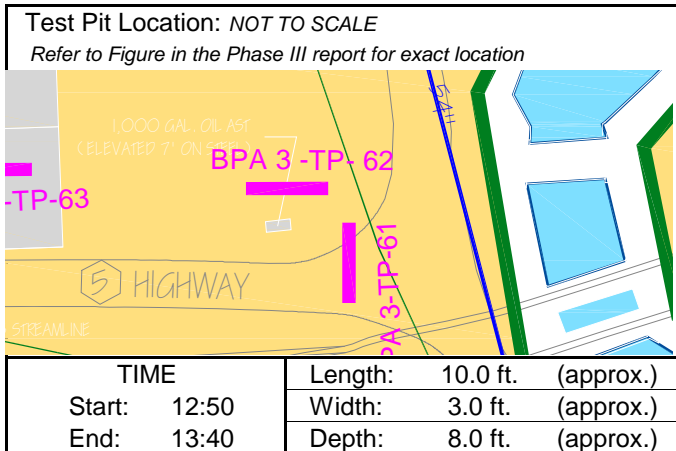 Test Pit Location: NOT TO SCALE
Refer to Figure in the Phase III report for exact location
1,000 GAL. OIL AST
(ELEVATED 7' ON STEEL
54"
BPA 3 -TP- 62
-TP-63
PA 3-TP-61
5 HIGHWAY
STREAMLINE
TIME
Start: 12:50
End: 13:40
Length: 10.0 ft. (approx.)
Width: 3.0 ft. (approx.)
Depth: 8.0 ft. (approx.)